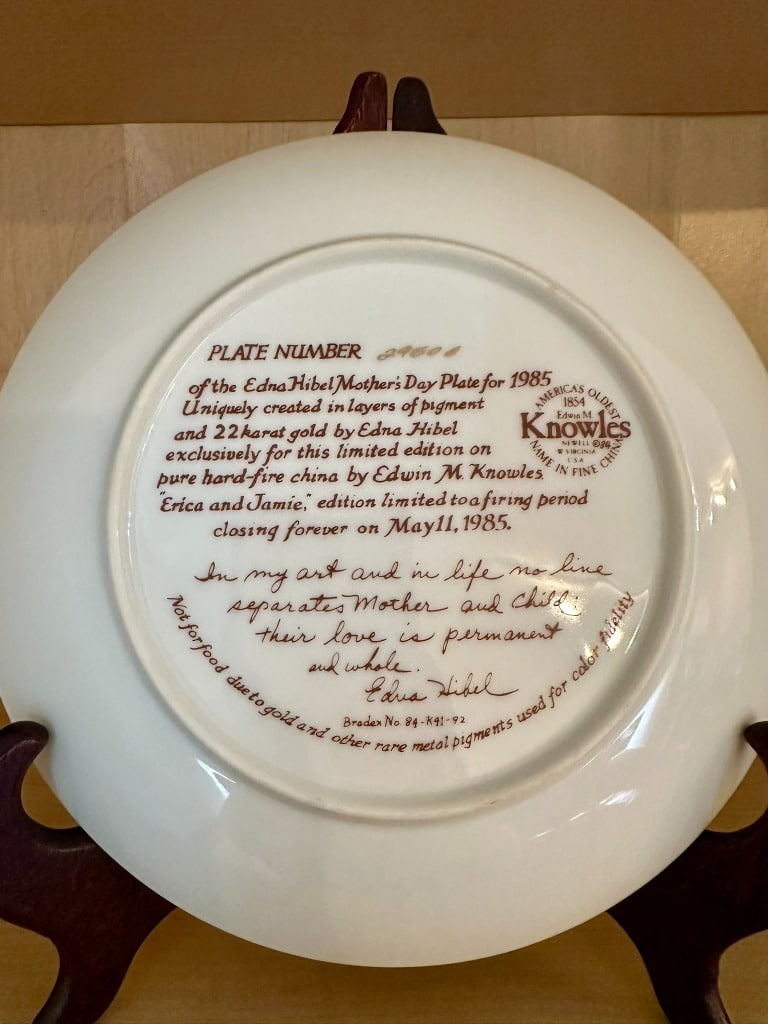 PLATE NUMBER
of the Edna Hibel Mother's Day Plate for 1985
Uniquely created in layers of pigment
and 22 karat gold by Edna Hibel
exclusively for this limited edition on
pure hard-fire china by Edwin M. Knowles.
"Erica and Jamie," edition limited to a firing period
closing forever on May 11, 1985.
AMERICA'S OLDEST
1854
Edwin M.
Knowles
NEWELL
W VIRGINIA
U.S.A.
NAME IN FINE CHINA
In my art and in life no line
separates Mother and Child:
their love is permanent
and whole.
Edna Hibel
Bradex No. 84-K41-92
Not for food due to gold and other rare metal pigments used for color fidelity